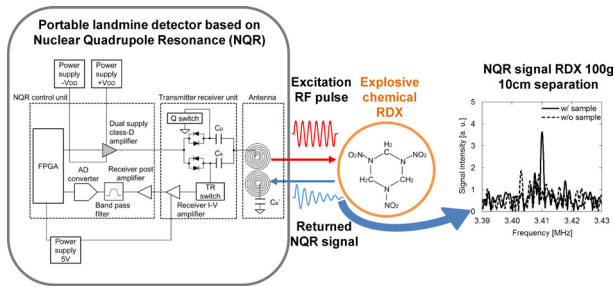 Portable landmine detector based on
Nuclear Quadrupole Resonance (NQR)
Power
supply
-VDD
Power
supply
+VDD
NQR control unit
Dual supply
class-D
amplifier
FPGA
AD
converter
Receiver post
amplifier
Band pass
filter
Power
supply
5V
Transmitter receiver unit
Q switch
Cp
Cs
TR
switch
Receiver I-V
amplifier
Antenna
Cs'
Excitation
RF pulse
Returned
NQR signal
Explosive
chemical
RDX
H2
C
O2N
N
N
NO2
H2C
CH2
N
NO2
NQR signal RDX 100g
10cm separation
Signal intensity [a. u.]
5
4
3
2
1
0
w/ sample
w/o sample
3.39
3.40
3.41
3.42
3.43
Frequency [MHz]